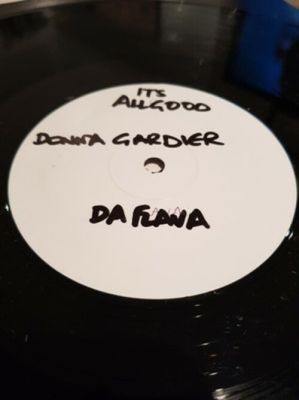 ITS
ALLGOOD
DONNA GARDIER
DA FLAVA